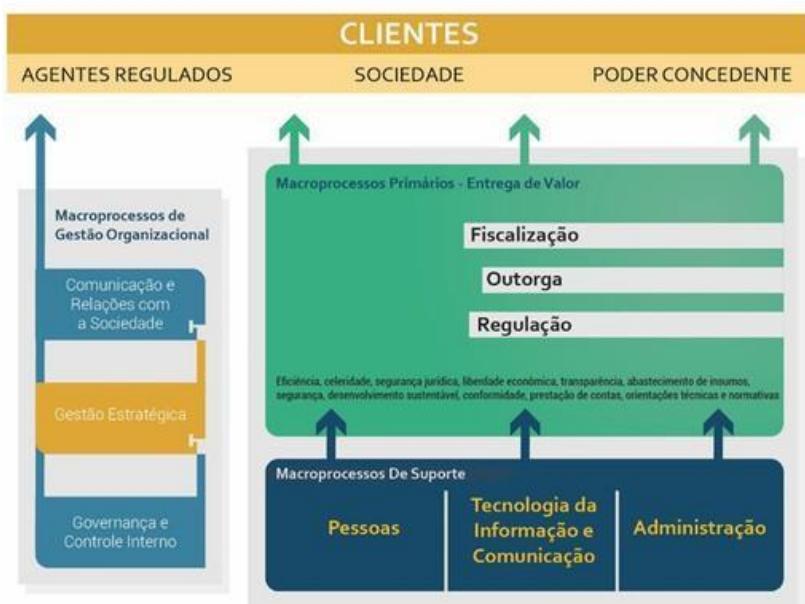 CLIENTES
AGENTES REGULADOS
SOCIEDADE
PODER CONCEDENTE
Macroprocessos de
Gestão Organizacional
Comunicação e
Relações com
a Sociedade
Gestão Estratégica
Governança e
Controle Interno
Macroprocessos Primários - Entrega de Valor
Fiscalização
Outorga
Regulação
Eficiência, celeridade, segurança jurídica, liberdade econômica, transparência, abastecimento de insumos,
segurança, desenvolvimento sustentável, conformidade, prestação de contas, orientações técnicas e normativas
Macroprocessos De Suporte
Pessoas
Tecnologia da
Informação e
Comunicação
Administração